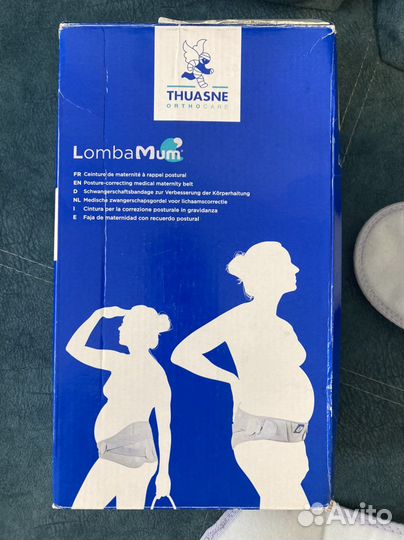 THUASNE
ORTHOCARE
LombaMum'
FR Ceinture de maternité à rappel postural
EN Posture-correcting medical maternity belt
D Schwangerschaftsbandage zur Verbesserung der Körperhaltung
NL Medische zwangerschapsgordel voor lichaamscorrectie
I Cintura per la correzione posturale in gravidanza
E Faja de maternidad con recuerdo postural
Avito